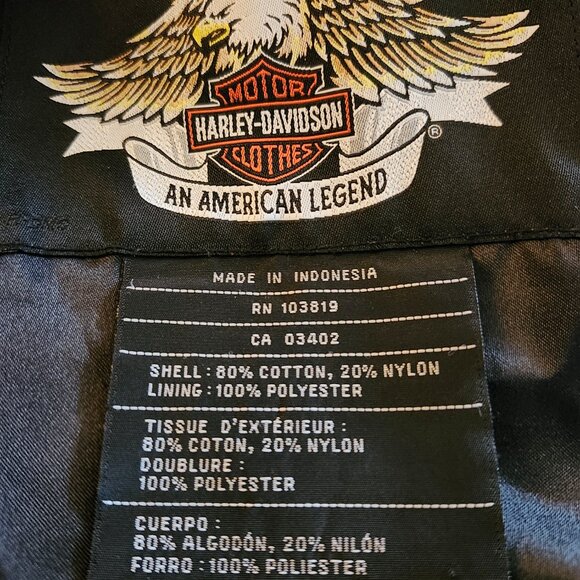 MOTOR
HARLEY-DAVIDSON
CLOTHES
®
AN AMERICAN LEGEND
MADE IN INDONESIA
RN 103819
CA 03402
SHELL : 80% COTTON, 20% NYLON
LINING : 100% POLYESTER
TISSUE D'EXTÉRIEUR :
80% COTON, 20% NYLON
DOUBLURE :
100% POLYESTER
CUERPO :
80% ALGODÓN, 20% NILÓN
FORRO : 100% POLIESTER